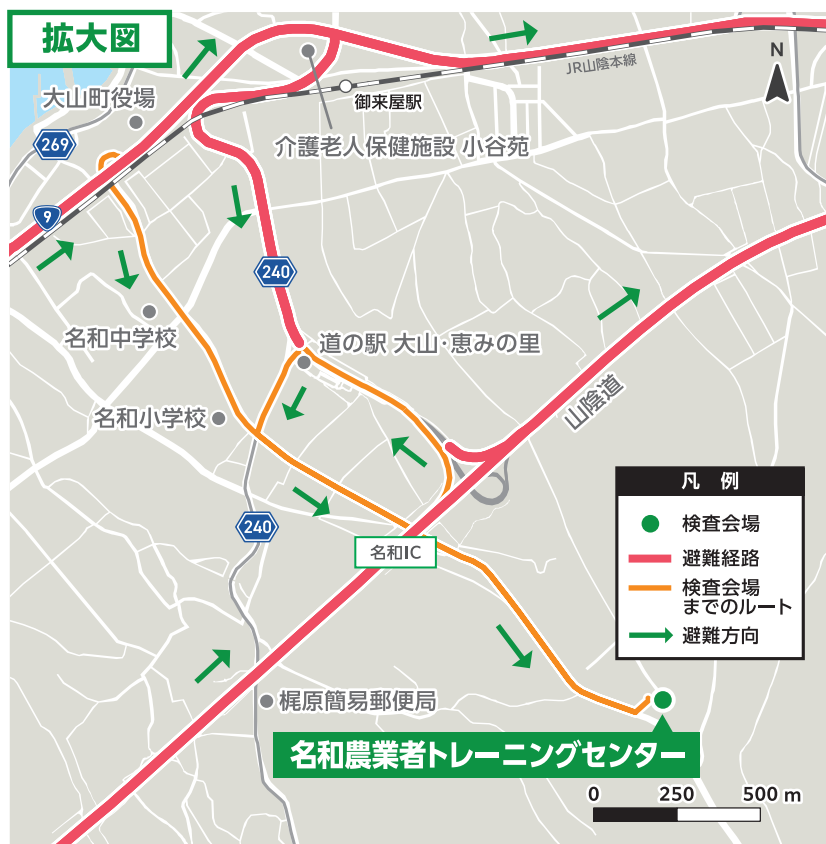 拡大図
N
JR山陰本線
大山町役場
御来屋駅
269
介護老人保健施設 小谷苑
9
240
名和中学校
道の駅 大山・恵みの里
山陰道
名和小学校
240
名和IC
凡 例
検査会場
避難経路
検査会場
までのルート
避難方向
梶原簡易郵便局
名和農業者トレーニングセンター
0 250 500 m